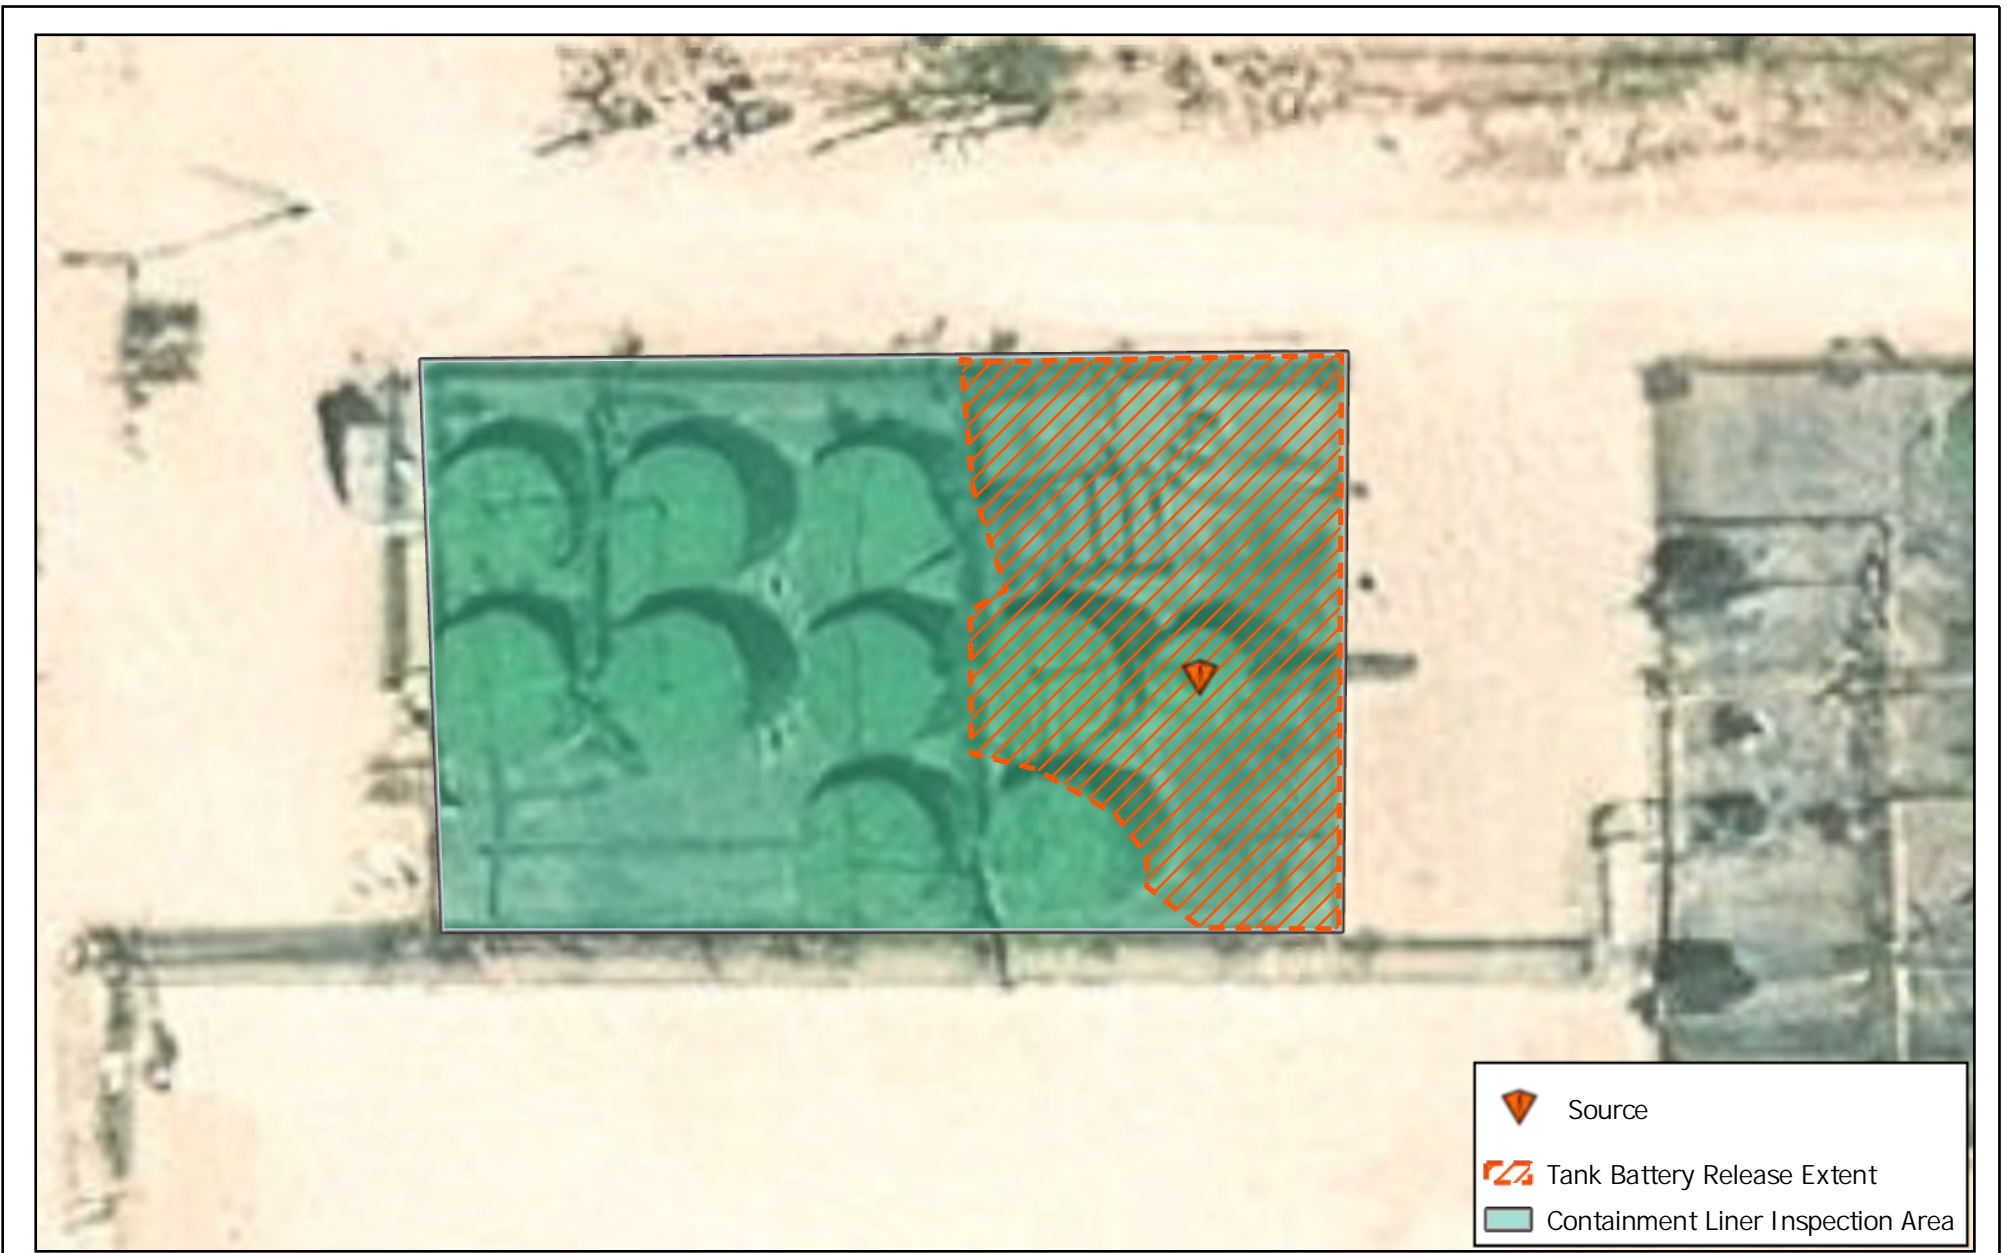 Source
Tank Battery Release Extent
Containment Liner Inspection Area